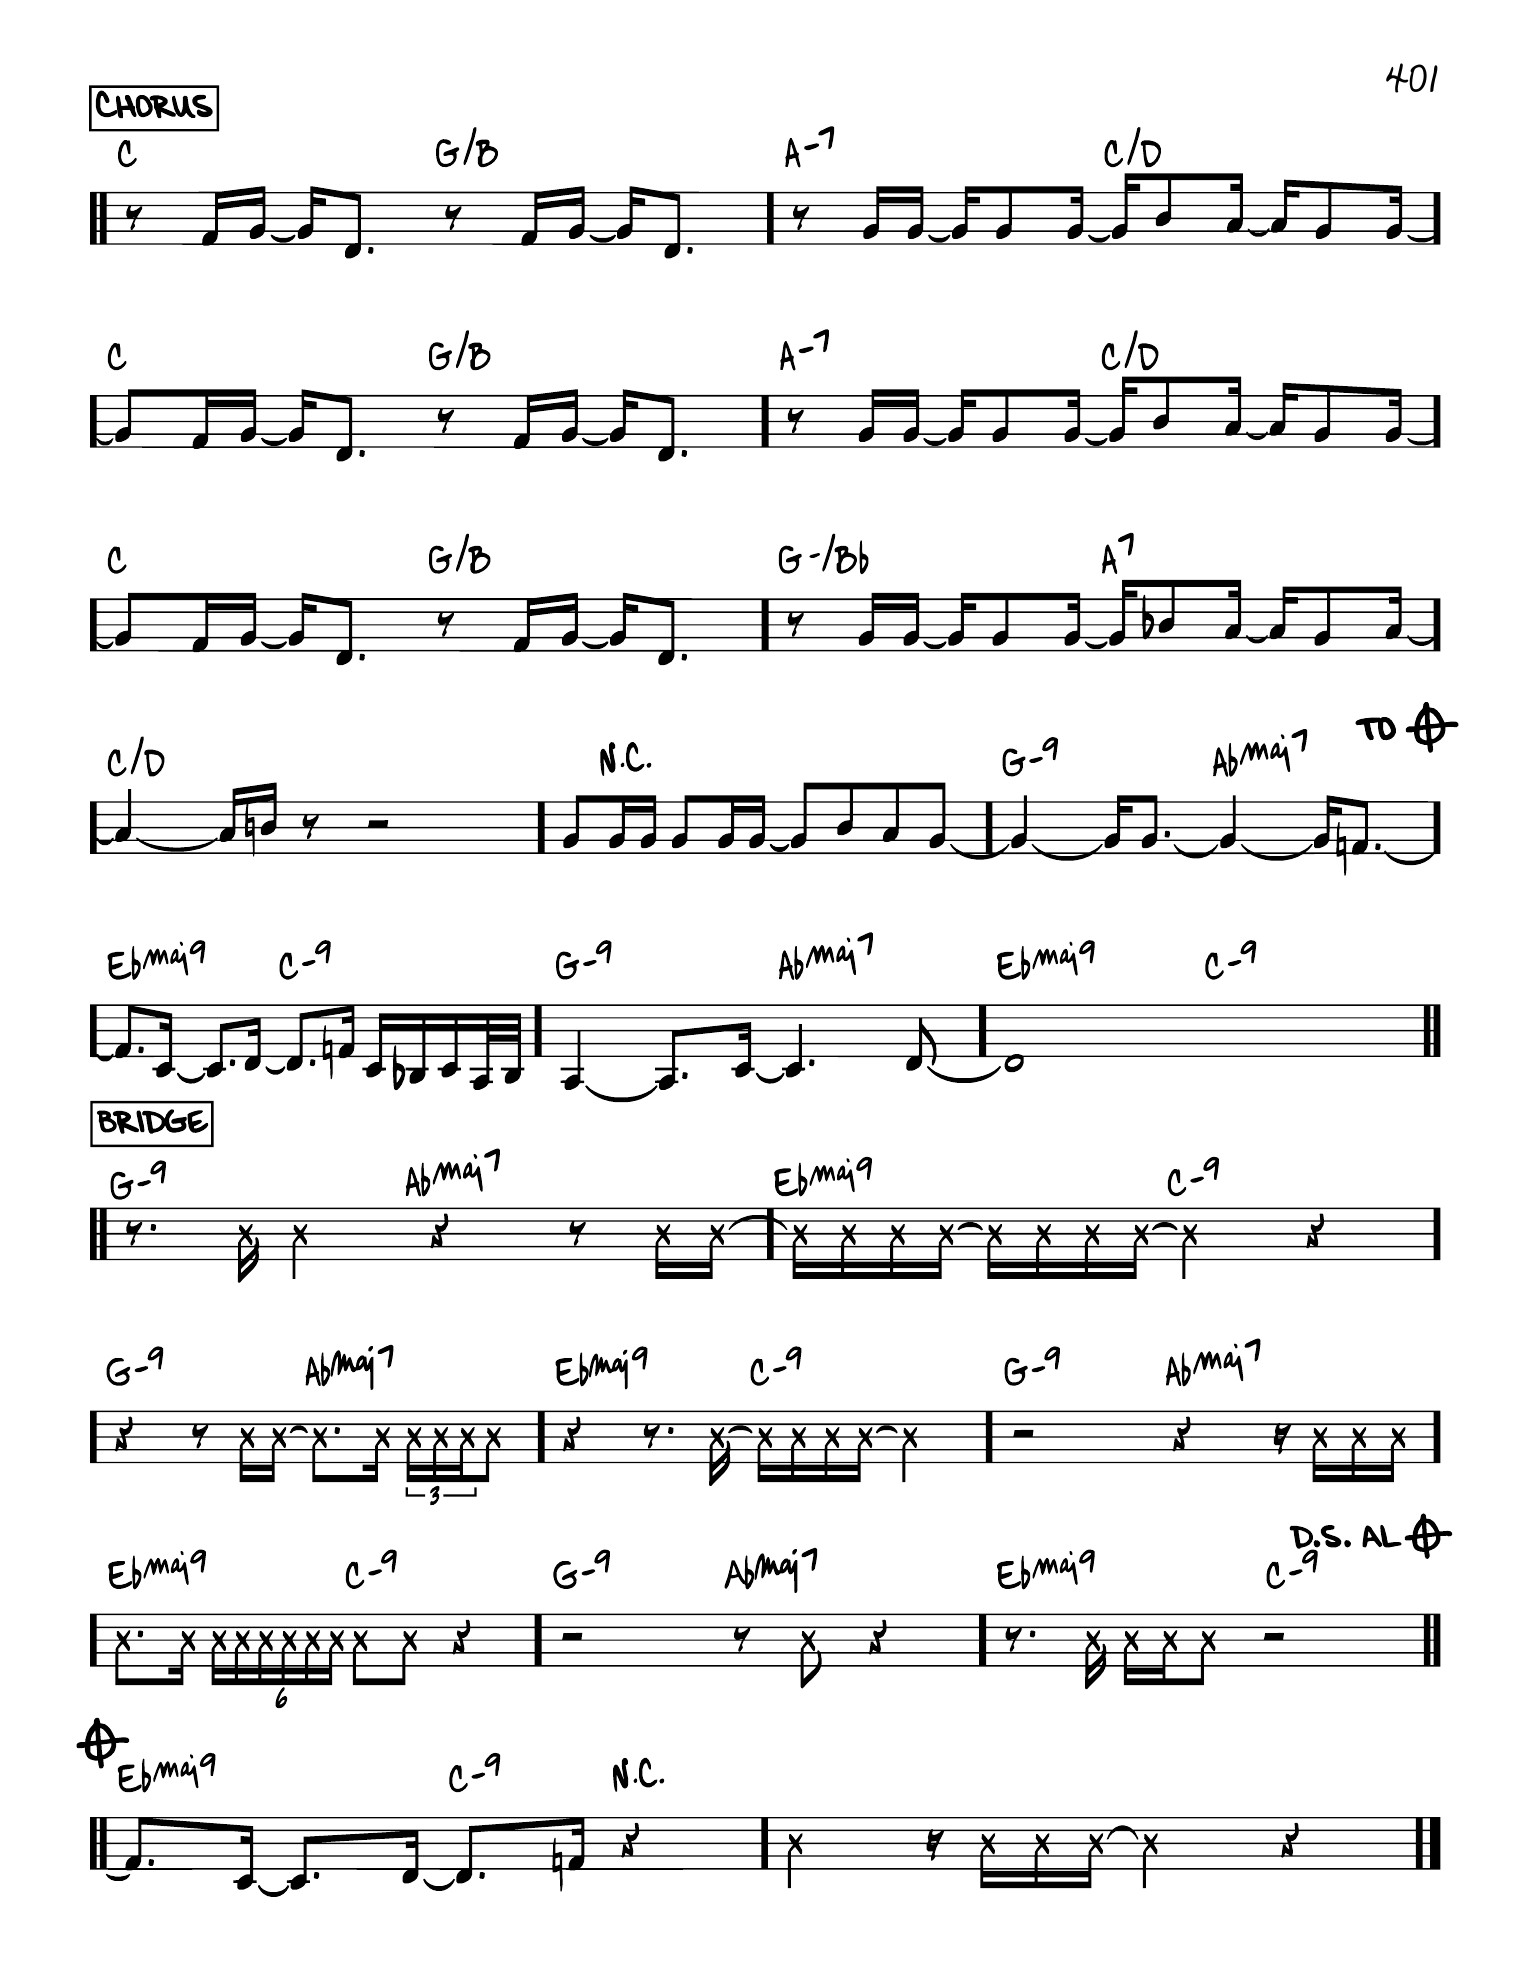 401
CHORUS
C G/B A-7 C/D
C G/B A-7 C/D
C G/B G-/Bb A7
TO
C/D N.C. G-9 Abmaj7
Ebmaj9 C-9 G-9 Abmaj7 Ebmaj9 C-9
BRIDGE
G-9 Abmaj7 Ebmaj9 C-9
G-9 Abmaj7 Ebmaj9 C-9 G-9 Abmaj7
3
D.S. AL
Ebmaj9 C-9 G-9 Abmaj7 Ebmaj9 C-9
6
Ebmaj9 C-9 N.C.